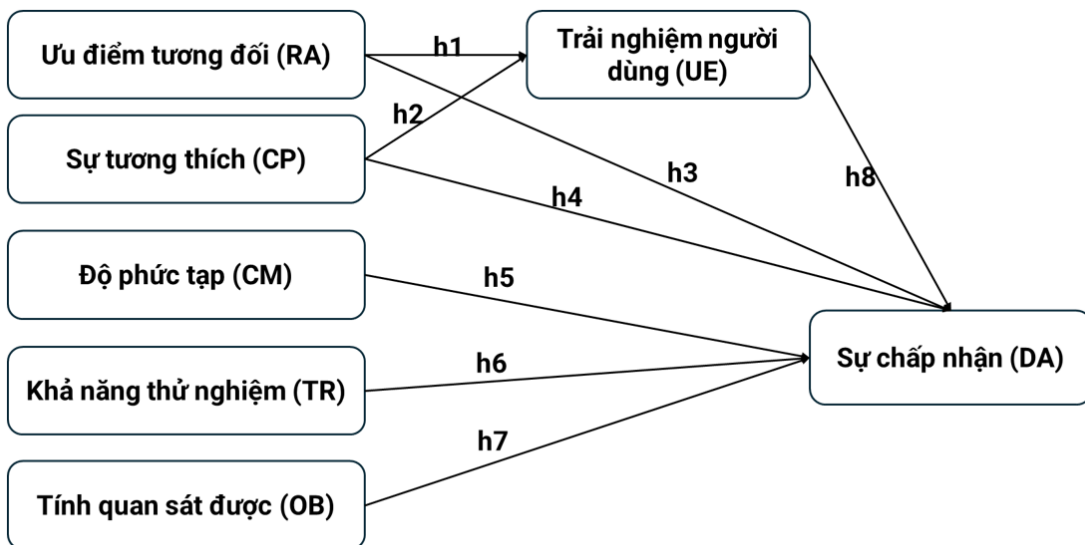 Ưu điểm tương đối (RA)
h1
Trải nghiệm người
dùng (UE)
h2
Sự tương thích (CP)
h3
h8
h4
Độ phức tạp (CM)
h5
Sự chấp nhận (DA)
h6
Khả năng thử nghiệm (TR)
h7
Tính quan sát được (OB)